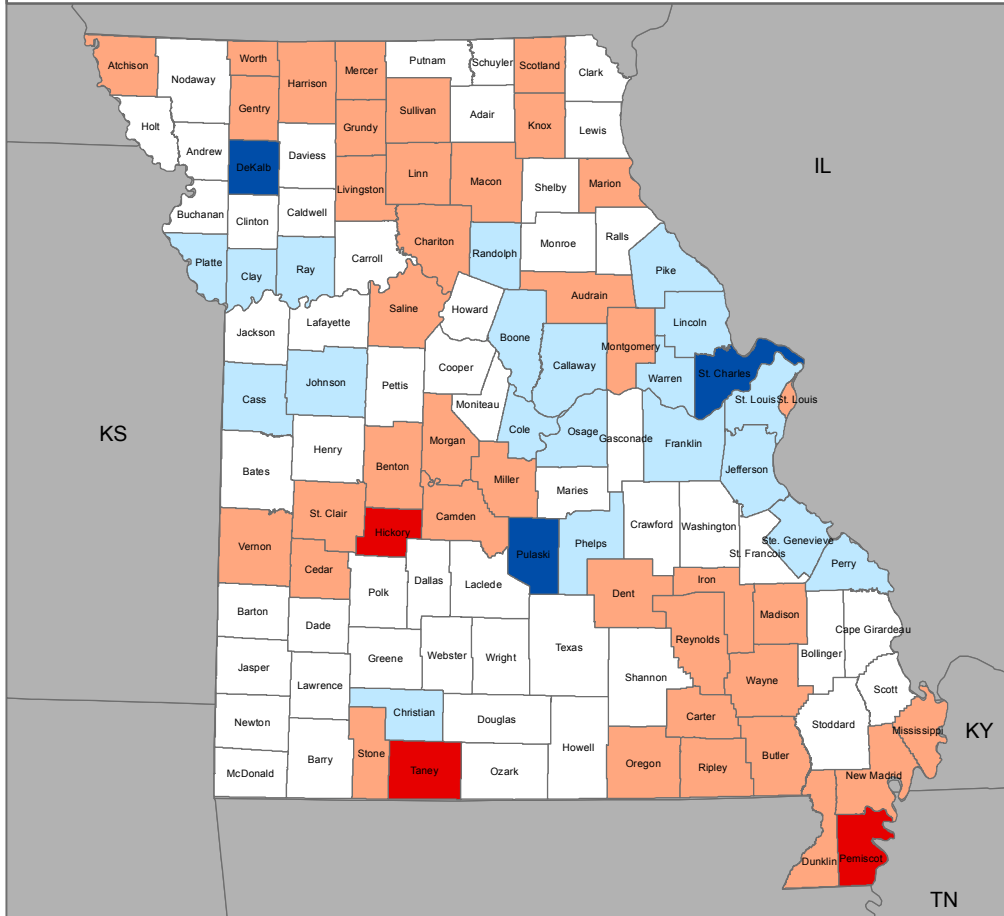 Atchison
Nodaway
Worth
Harrison
Mercer
Putnam
Schuyler
Scotland
Clark
Gentry
Sullivan
Adair
Knox
Lewis
Holt
Andrew
DeKalb
Daviess
Grundy
Livingston
Linn
Macon
Shelby
Marion
IL
Buchanan
Clinton
Caldwell
Carroll
Chariton
Randolph
Monroe
Ralls
Platte
Clay
Ray
Pike
Saline
Howard
Audrain
Jackson
Lafayette
Boone
Callaway
Montgomery
Lincoln
Warren
St. Charles
Cooper
Pettis
Johnson
Cass
Moniteau
St. Louis
St. Louis
KS
Cole
Osage
Gasconade
Franklin
Jefferson
Morgan
Henry
Bates
Benton
Miller
Maries
St. Clair
Hickory
Camden
Pulaski
Phelps
Crawford
Washington
St. Francois
Ste. Genevieve
Perry
Vernon
Cedar
Polk
Dallas
Laclede
Dent
Iron
Madison
Barton
Dade
Reynolds
Cape Girardeau
Bollinger
Jasper
Greene
Webster
Wright
Texas
Shannon
Wayne
Scott
Lawrence
Newton
Christian
Douglas
Carter
Stoddard
Mississippi
KY
McDonald
Barry
Stone
Taney
Ozark
Howell
Oregon
Ripley
Butler
New Madrid
Dunklin
Pemiscot
TN